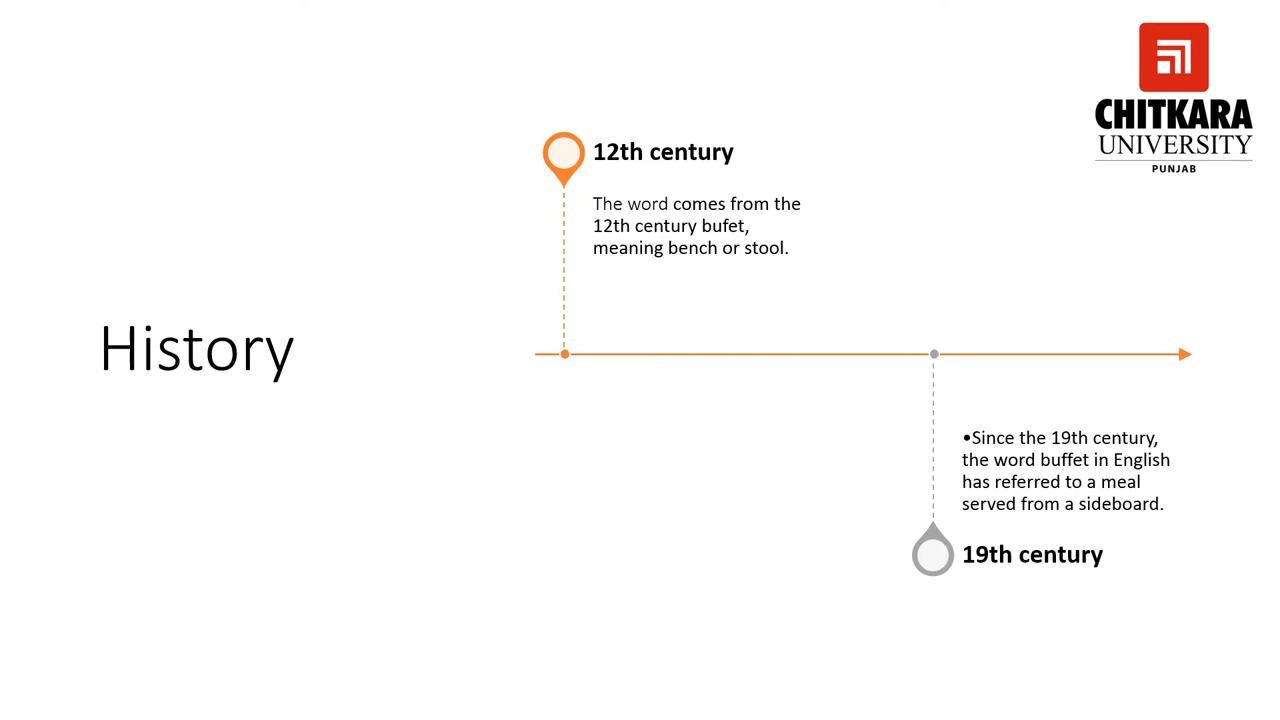 CHITKARA
UNIVERSITY
PUNJAB
History
12th century
The word comes from the
12th century bufet,
meaning bench or stool.
•Since the 19th century,
the word buffet in English
has referred to a meal
served from a sideboard.
19th century